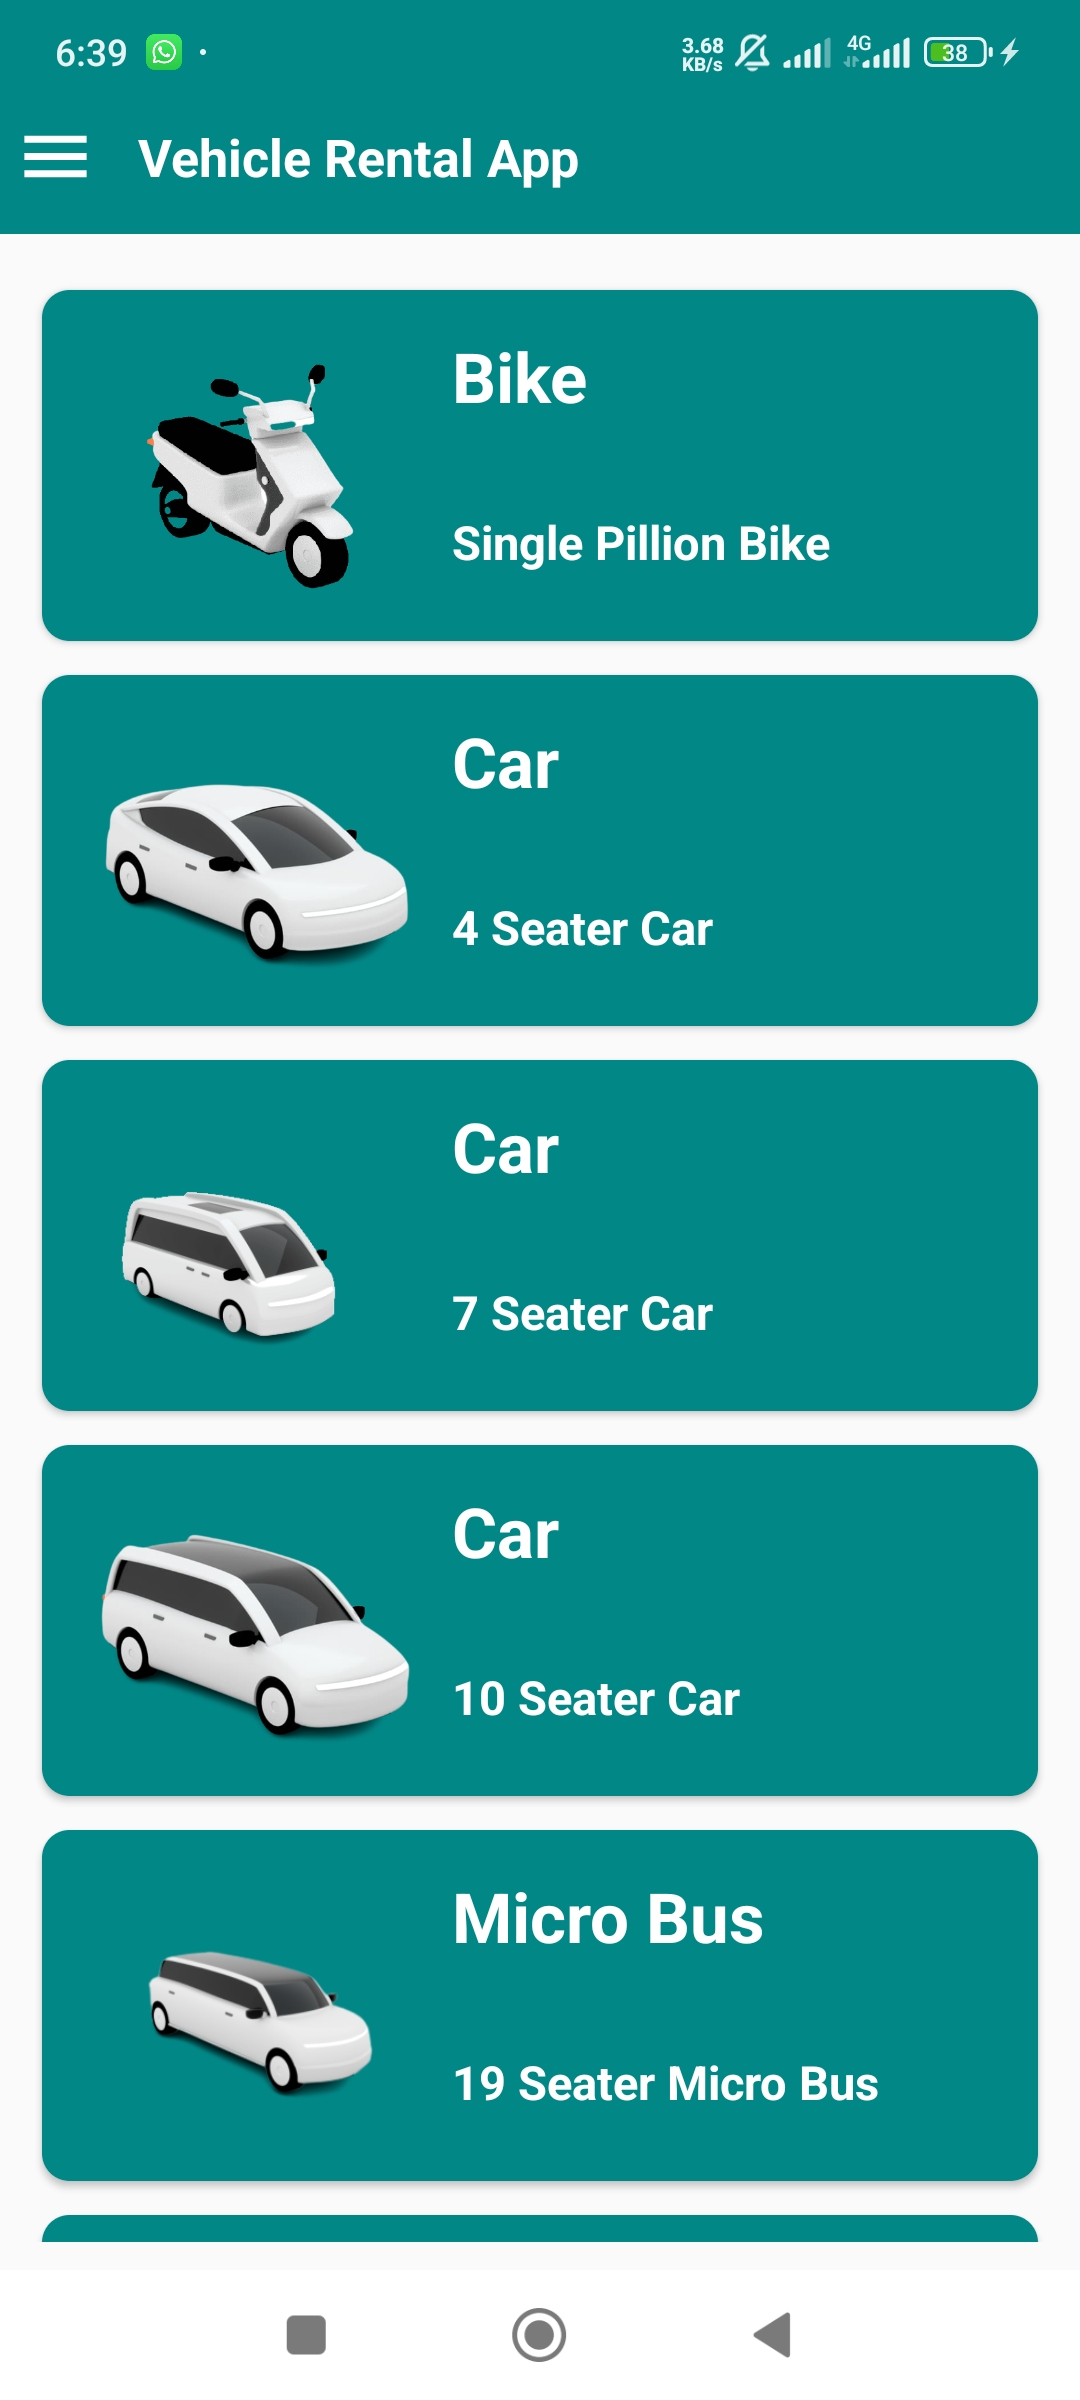 6:39
3.68
KB/s
4G
38
Vehicle Rental App
Bike
Single Pillion Bike
Car
4 Seater Car
Car
7 Seater Car
Car
10 Seater Car
Micro Bus
19 Seater Micro Bus